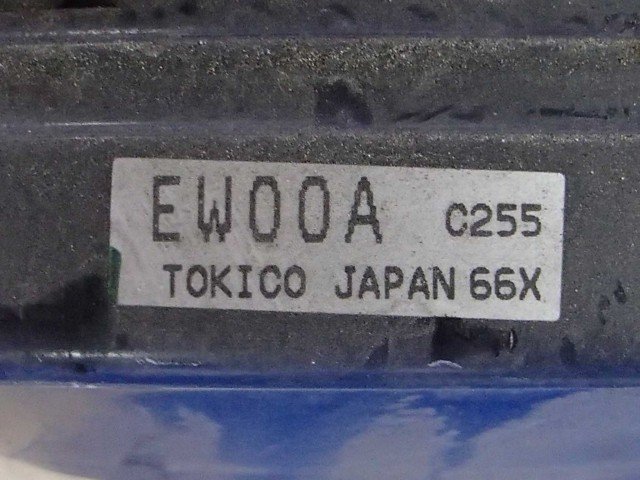 EW00A C255
TOKICO JAPAN 66X